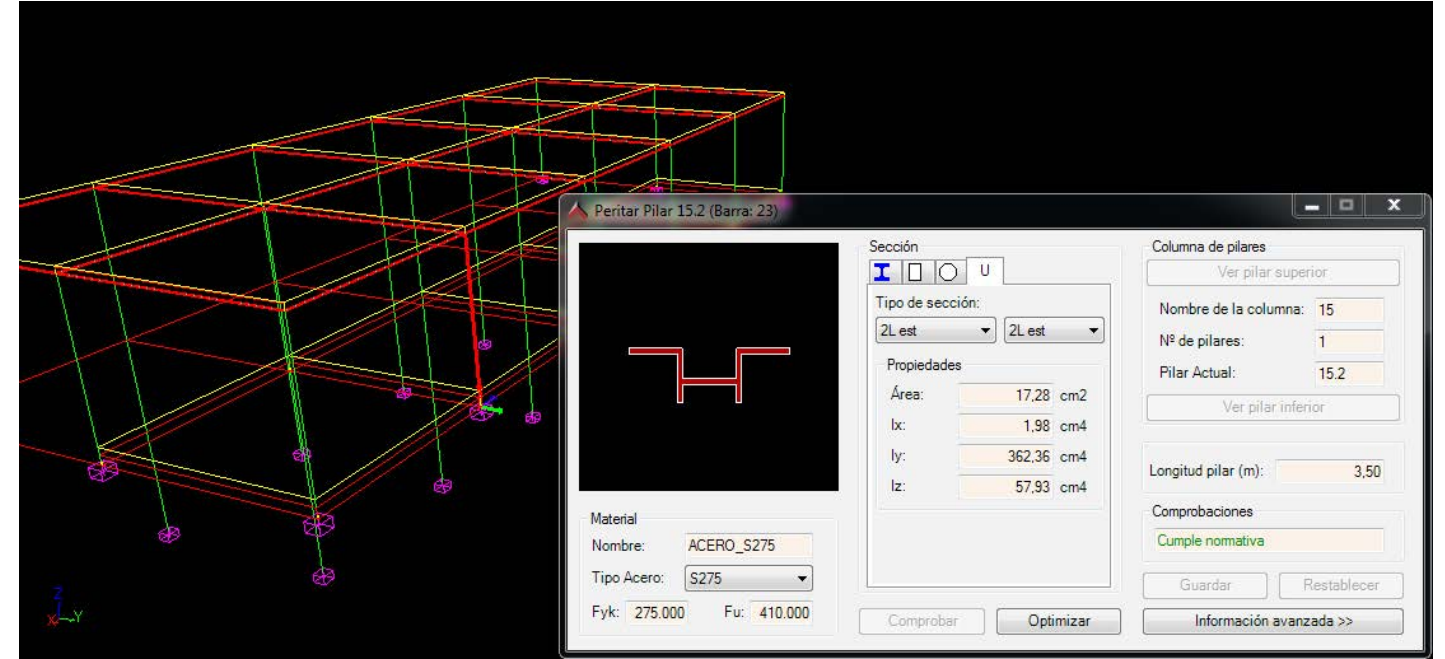 Peritar Pilar 15.2 (Barra: 23)
Sección
U
Tipo de sección:
2L est 2L est
Propiedades
Área: 17,28 cm2
Ix: 1,98 cm4
Iy: 362,36 cm4
Iz: 57,93 cm4
Columna de pilares
Ver pilar superior
Nombre de la columna: 15
Nº de pilares: 1
Pilar Actual: 15.2
Ver pilar inferior
Longitud pilar (m): 3,50
Comprobaciones
Cumple normativa
Material
Nombre: ACERO_S275
Tipo Acero: S275
Fyk: 275.000 Fu: 410.000
Comprobar Optimizar
Guardar Restablecer
Información avanzada >>
Z
X Y